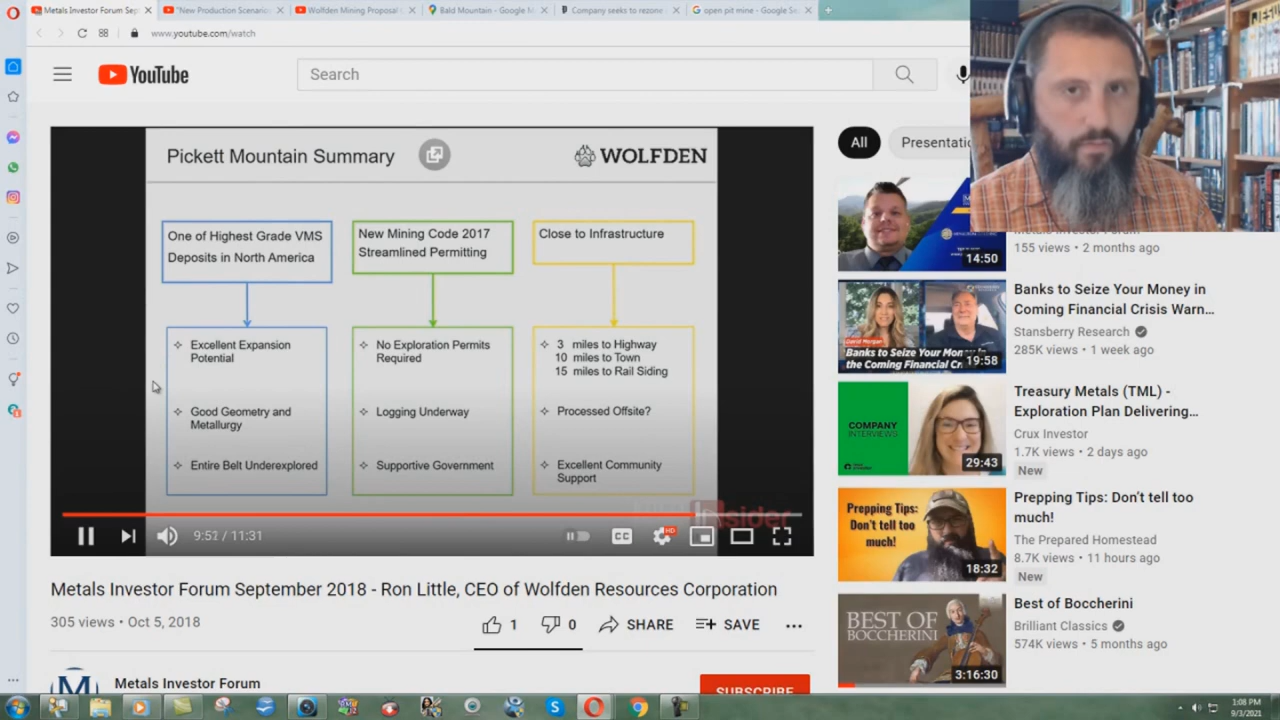 Metals Investor Forum Sep
"New Production Scenario
Wolfden Mining Proposal
Bald Mountain - Google M
Company seeks to rezone
open pit mine - Google Se
www.youtube.com/watch
YouTube
Search
Pickett Mountain Summary
WOLFDEN
One of Highest Grade VMS
Deposits in North America
Excellent Expansion
Potential
Good Geometry and
Metallurgy
Entire Belt Underexplored
New Mining Code 2017
Streamlined Permitting
No Exploration Permits
Required
Logging Underway
Supportive Government
Close to Infrastructure
3 miles to Highway
10 miles to Town
15 miles to Rail Siding
Processed Offsite?
Excellent Community
Support
9:52 / 11:31
CC
HD
Metals Investor Forum September 2018 - Ron Little, CEO of Wolfden Resources Corporation
305 views • Oct 5, 2018
1
0
SHARE
SAVE
Metals Investor Forum
SUBSCRIBE
All
Presentatio
14:50
155 views • 2 months ago
David Morgan
Banks to Seize Your Money in
the Coming Financial Cr
19:58
Banks to Seize Your Money in
Coming Financial Crisis Warn...
Stansberry Research
285K views • 1 week ago
COMPANY
INTERVIEWS
29:43
Treasury Metals (TML) -
Exploration Plan Delivering...
Crux Investor
1.7K views • 2 days ago
New
Prepping Tips:
Don't tell too
much!
18:32
Prepping Tips: Don't tell too
much!
The Prepared Homestead
8.7K views • 11 hours ago
New
BEST OF
BOCCHERINI
3:16:30
Best of Boccherini
Brilliant Classics
574K views • 5 months ago
1:08 PM
9/3/2021